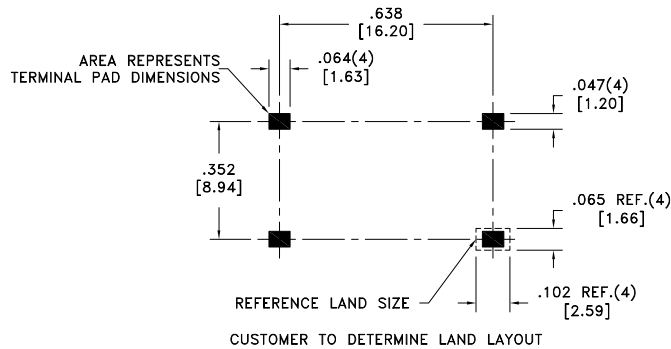 .638
[16.20]
AREA REPRESENTS
TERMINAL PAD DIMENSIONS
.064(4)
[1.63]
.047(4)
[1.20]
.352
[8.94]
.065 REF.(4)
[1.66]
REFERENCE LAND SIZE
.102 REF.(4)
[2.59]
CUSTOMER TO DETERMINE LAND LAYOUT